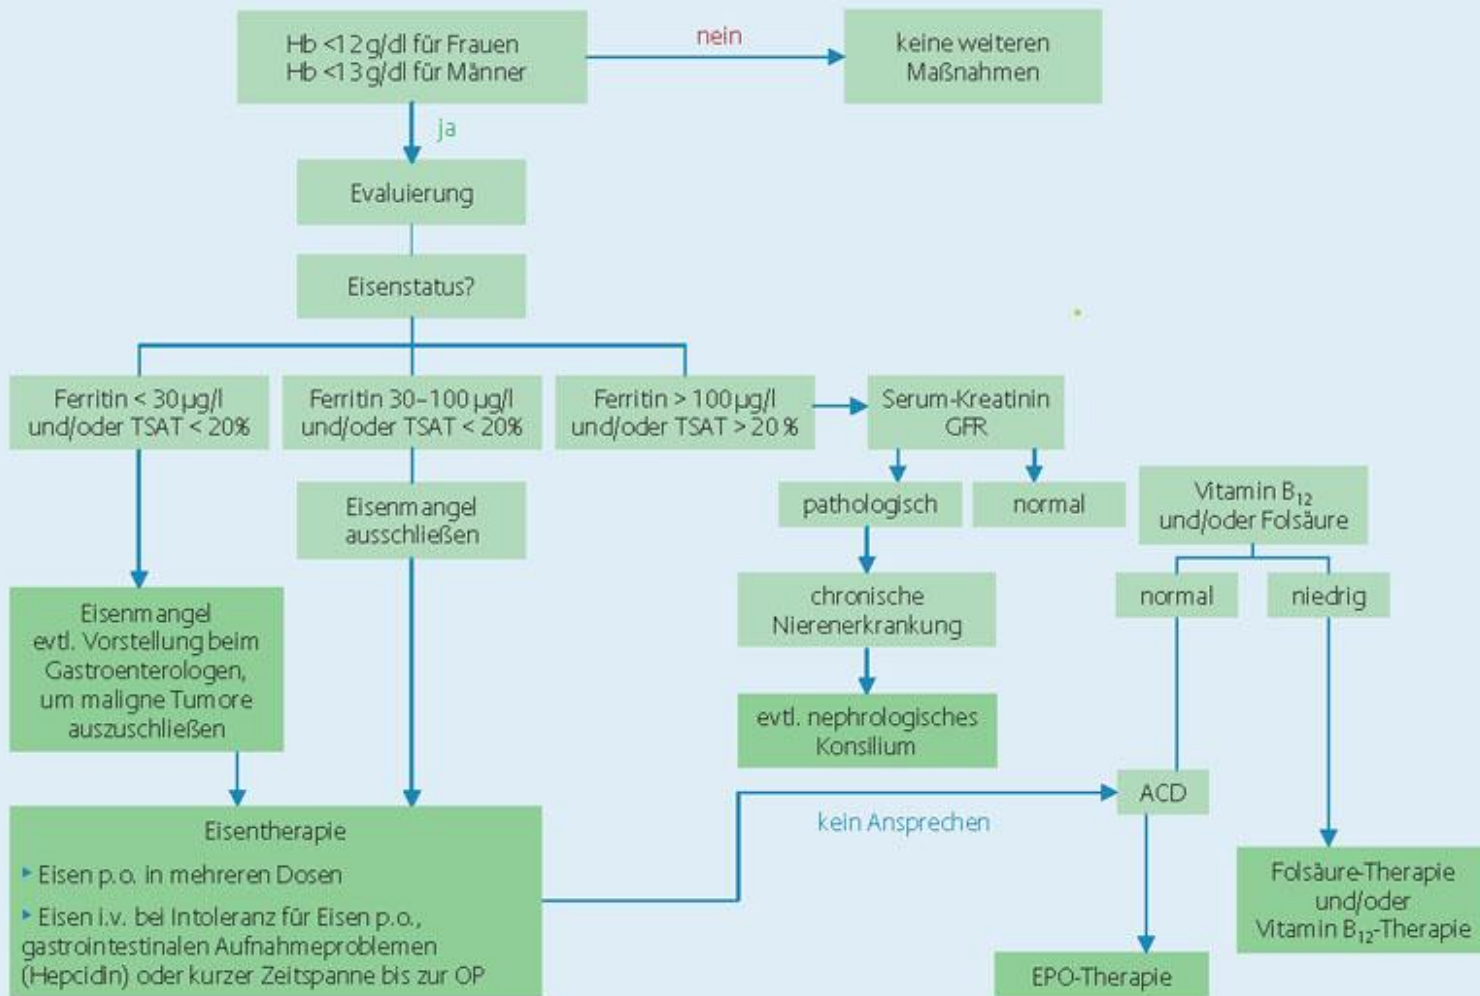 Hb <12 g/dl für Frauen
Hb <13 g/dl für Männer
nein
keine weiteren
Maßnahmen
ja
Evaluierung
Eisenstatus?
Ferritin < 30 µg/l
und/oder TSAT < 20%
Ferritin 30–100 µg/l
und/oder TSAT < 20%
Ferritin > 100 µg/l
und/oder TSAT > 20 %
Serum-Kreatinin
GFR
Eisenmangel
ausschließen
pathologisch
normal
Vitamin B₁₂
und/oder Folsäure
chronische
Nierenerkrankung
normal
niedrig
Eisenmangel
evtl. Vorstellung beim
Gastroenterologen,
um maligne Tumore
auszuschließen
evtl. nephrologisches
Konsilium
ACD
kein Ansprechen
Eisentherapie
▸ Eisen p.o. in mehreren Dosen
▸ Eisen i.v. bei Intoleranz für Eisen p.o.,
gastrointestinalen Aufnahmeproblemen
(Hepcidin) oder kurzer Zeitspanne bis zur OP
Folsäure-Therapie
und/oder
Vitamin B₁₂-Therapie
EPO-Therapie